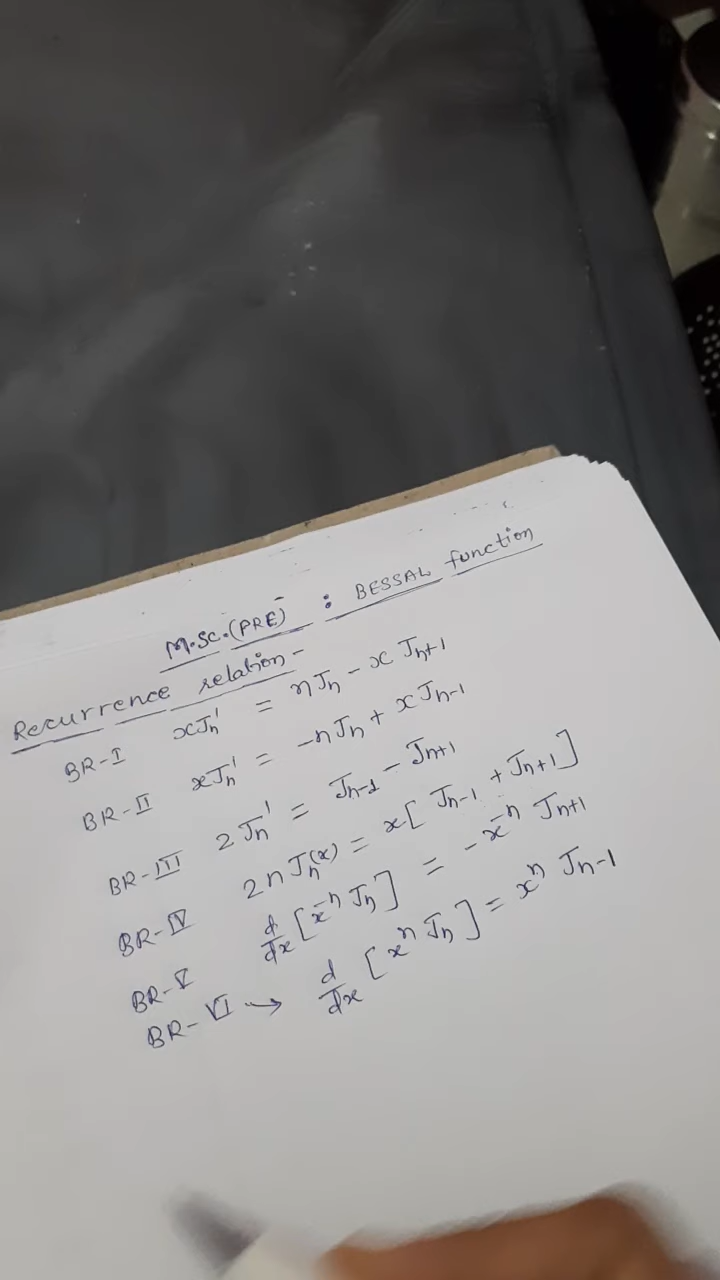 M.SC.(PRE) : BESSAL function
Recurrence relation-
BR-I xJn' = nJn - x Jn+1
BR-II xJn' = -nJn + xJn-1
BR-III 2Jn' = Jn-1 - Jn+1
BR-IV 2nJn(x) = x[Jn-1 + Jn+1]
BR-V d/dx [x^-n Jn] = -x^-n Jn+1
BR-VI → d/dx [x^n Jn] = x^n Jn-1